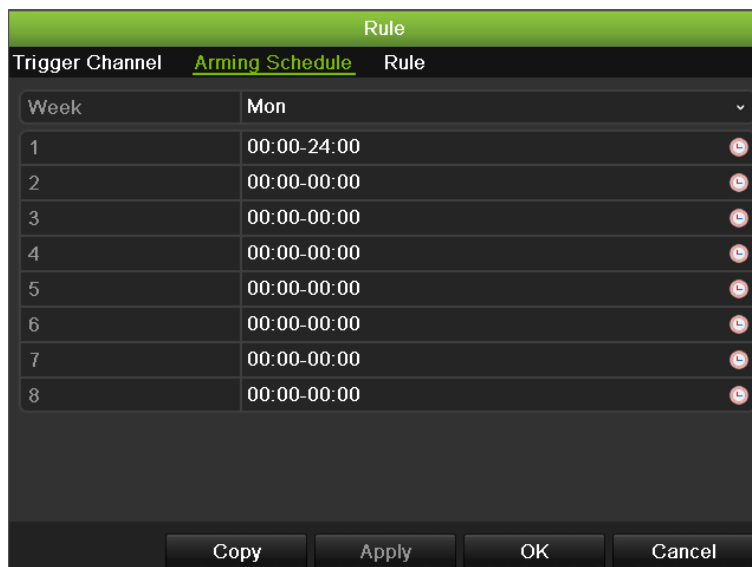 Rule
Trigger Channel Arming Schedule Rule
Week Mon
1 00:00-24:00
2 00:00-00:00
3 00:00-00:00
4 00:00-00:00
5 00:00-00:00
6 00:00-00:00
7 00:00-00:00
8 00:00-00:00
Copy Apply OK Cancel